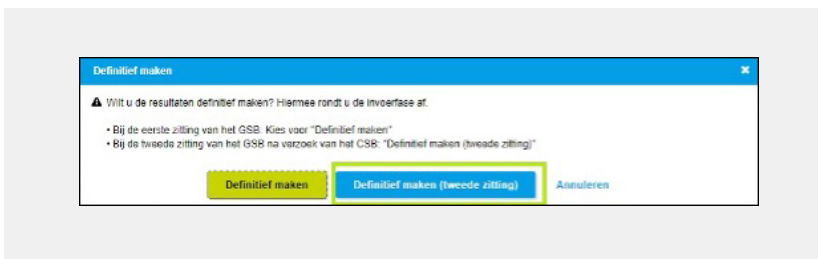 Definitief maken
Wilt u de resultaten definitief maken? Hiermee rondt u de invoerfase af.
• Bij de eerste zitting van het GSB: Kies voor "Definitief maken"
• Bij de tweede zitting van het GSB na verzoek van het CSB: "Definitief maken (tweede zitting)"
Definitief maken Definitief maken (tweede zitting) Annuleren